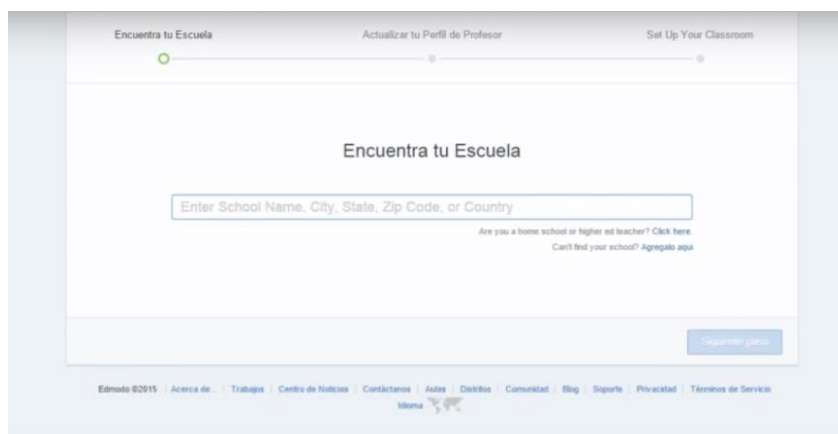 Encuentra tu Escuela Actualizar tu Perfil de Profesor Set Up Your Classroom
Encuentra tu Escuela
Enter School Name, City, State, Zip Code, or Country
Are you a home school or higher ed teacher? Click here.
Can't find your school? Agregalo aquí
Siguiente paso
Edmodo ©2015 | Acerca de... | Trabajos | Centro de Noticias | Contáctanos | Aulas | Distritos | Comunidad | Blog | Soporte | Privacidad | Términos de Servicio
Idioma